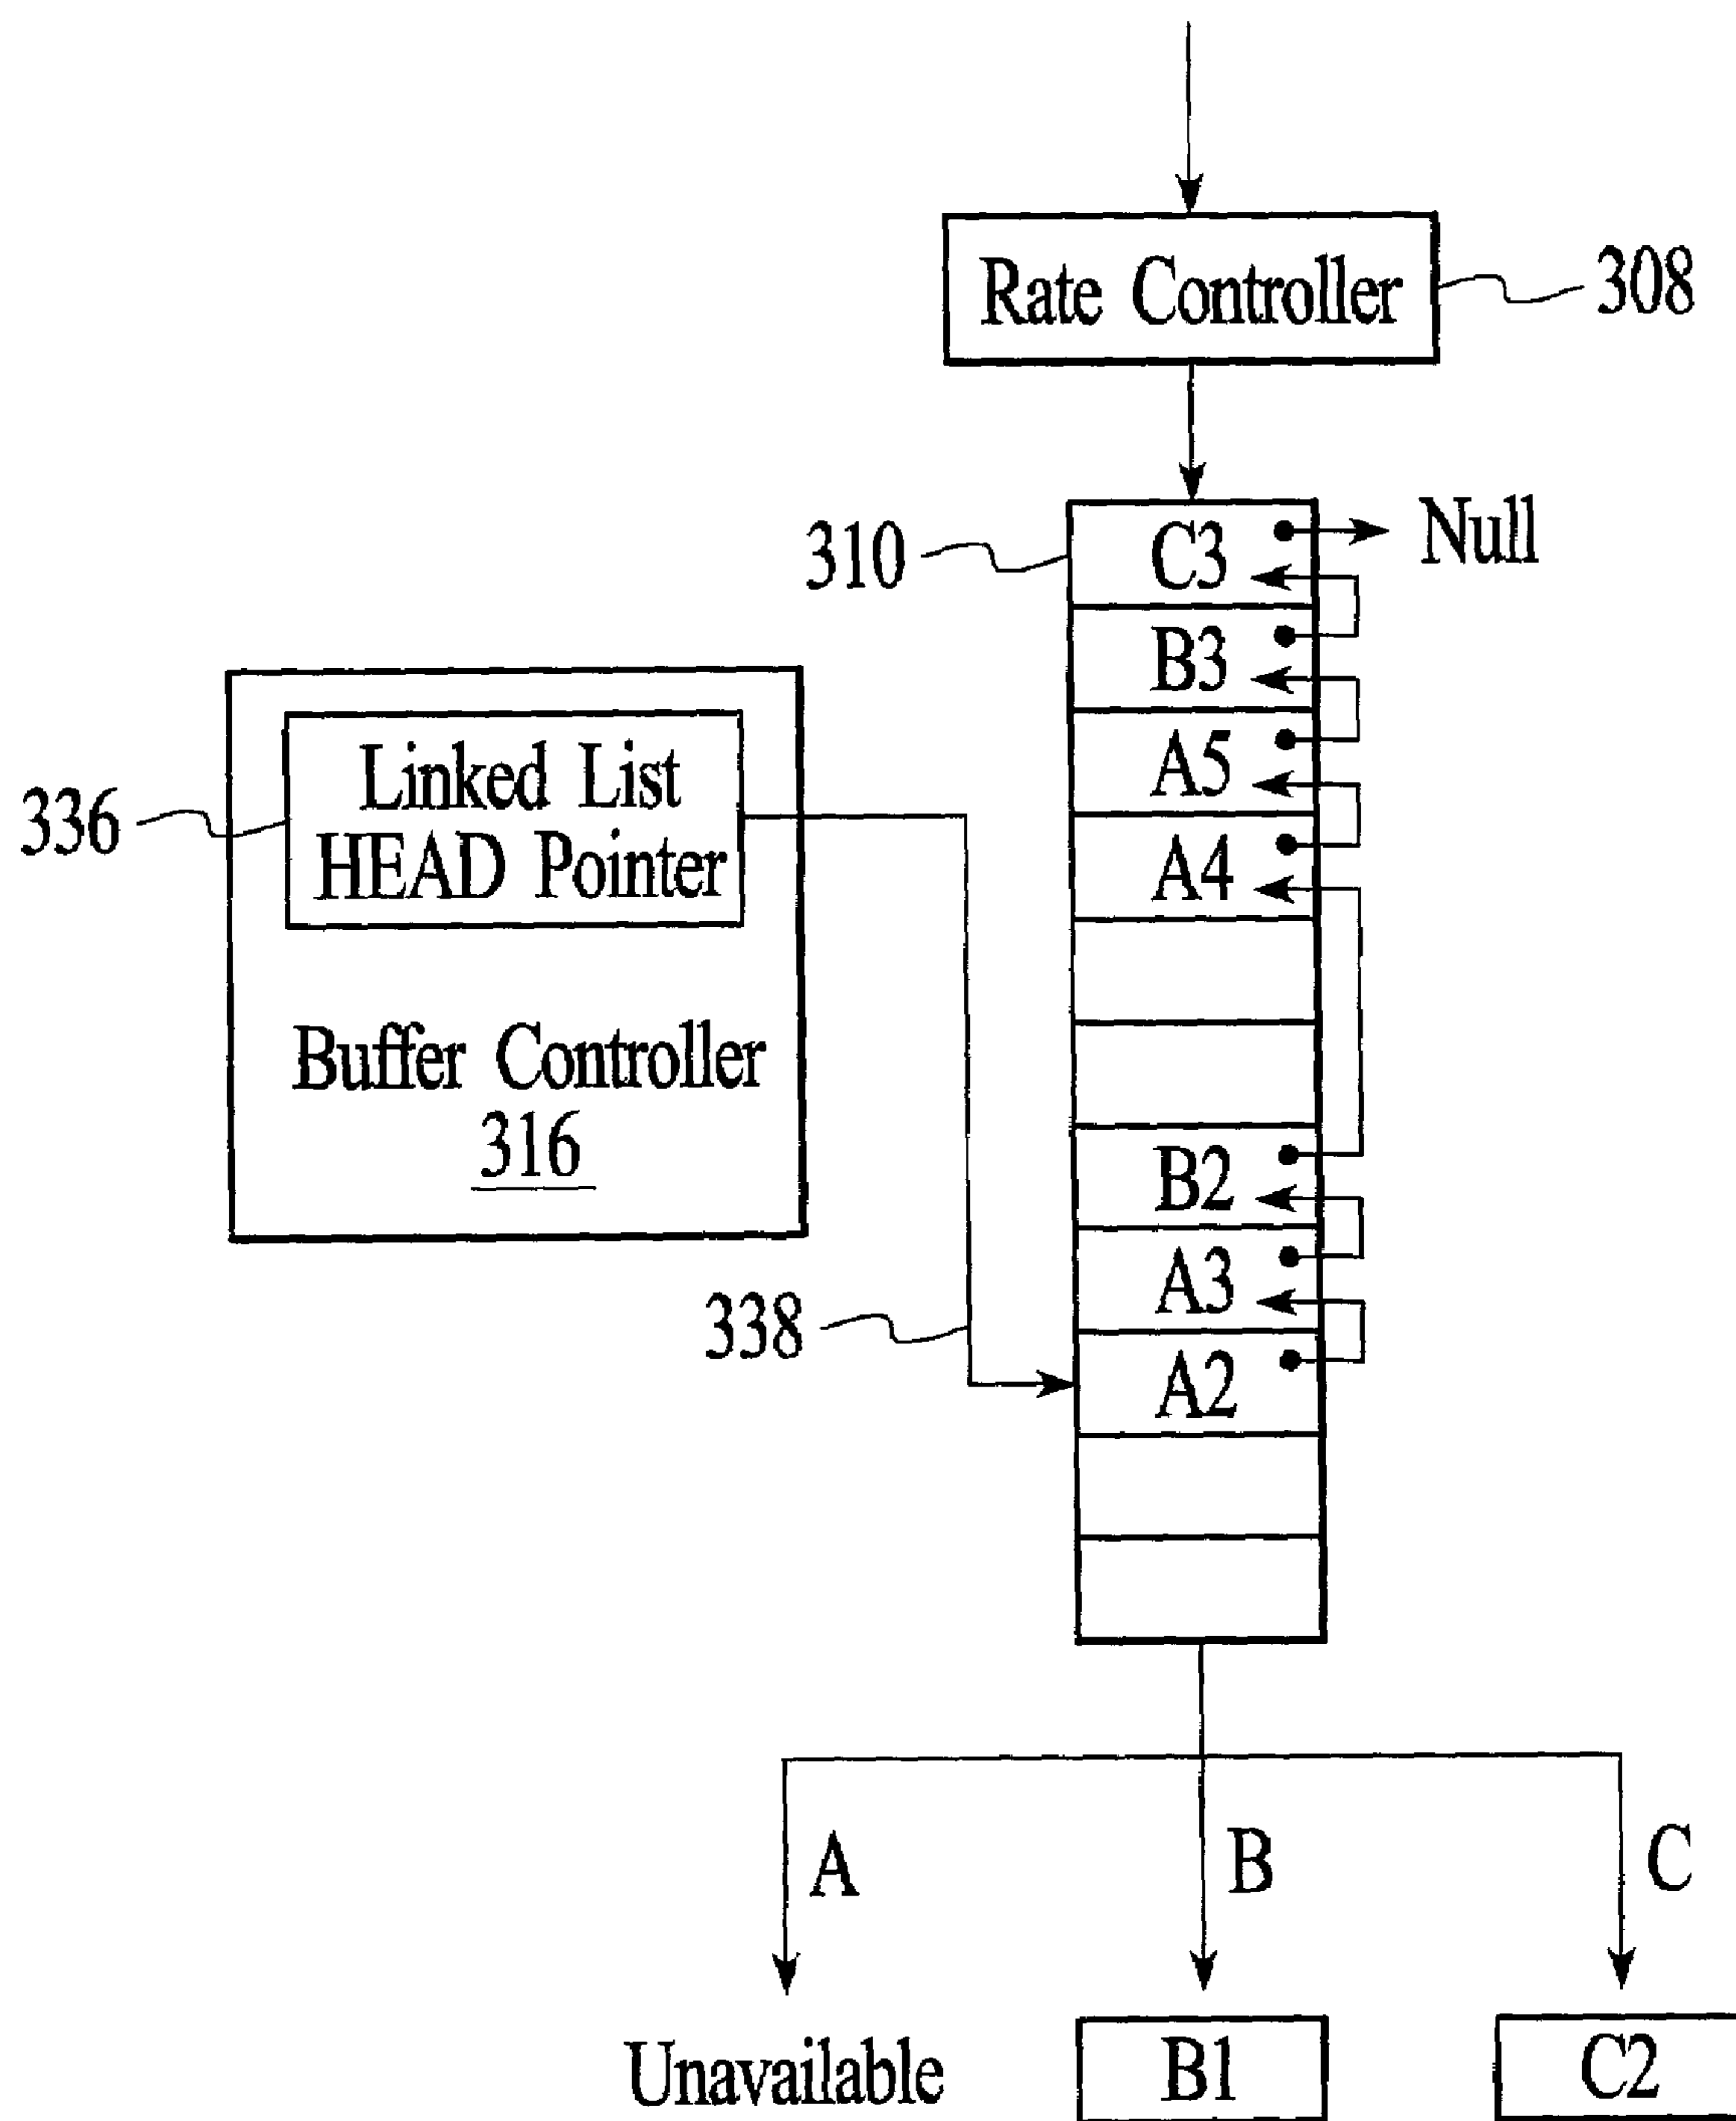 Rate Controller
308
310
C3
Null
B3
A5
A4
336
Linked List
HEAD Pointer
Buffer Controller
316
B2
A3
338
A2
A
B
C
Unavailable
B1
C2